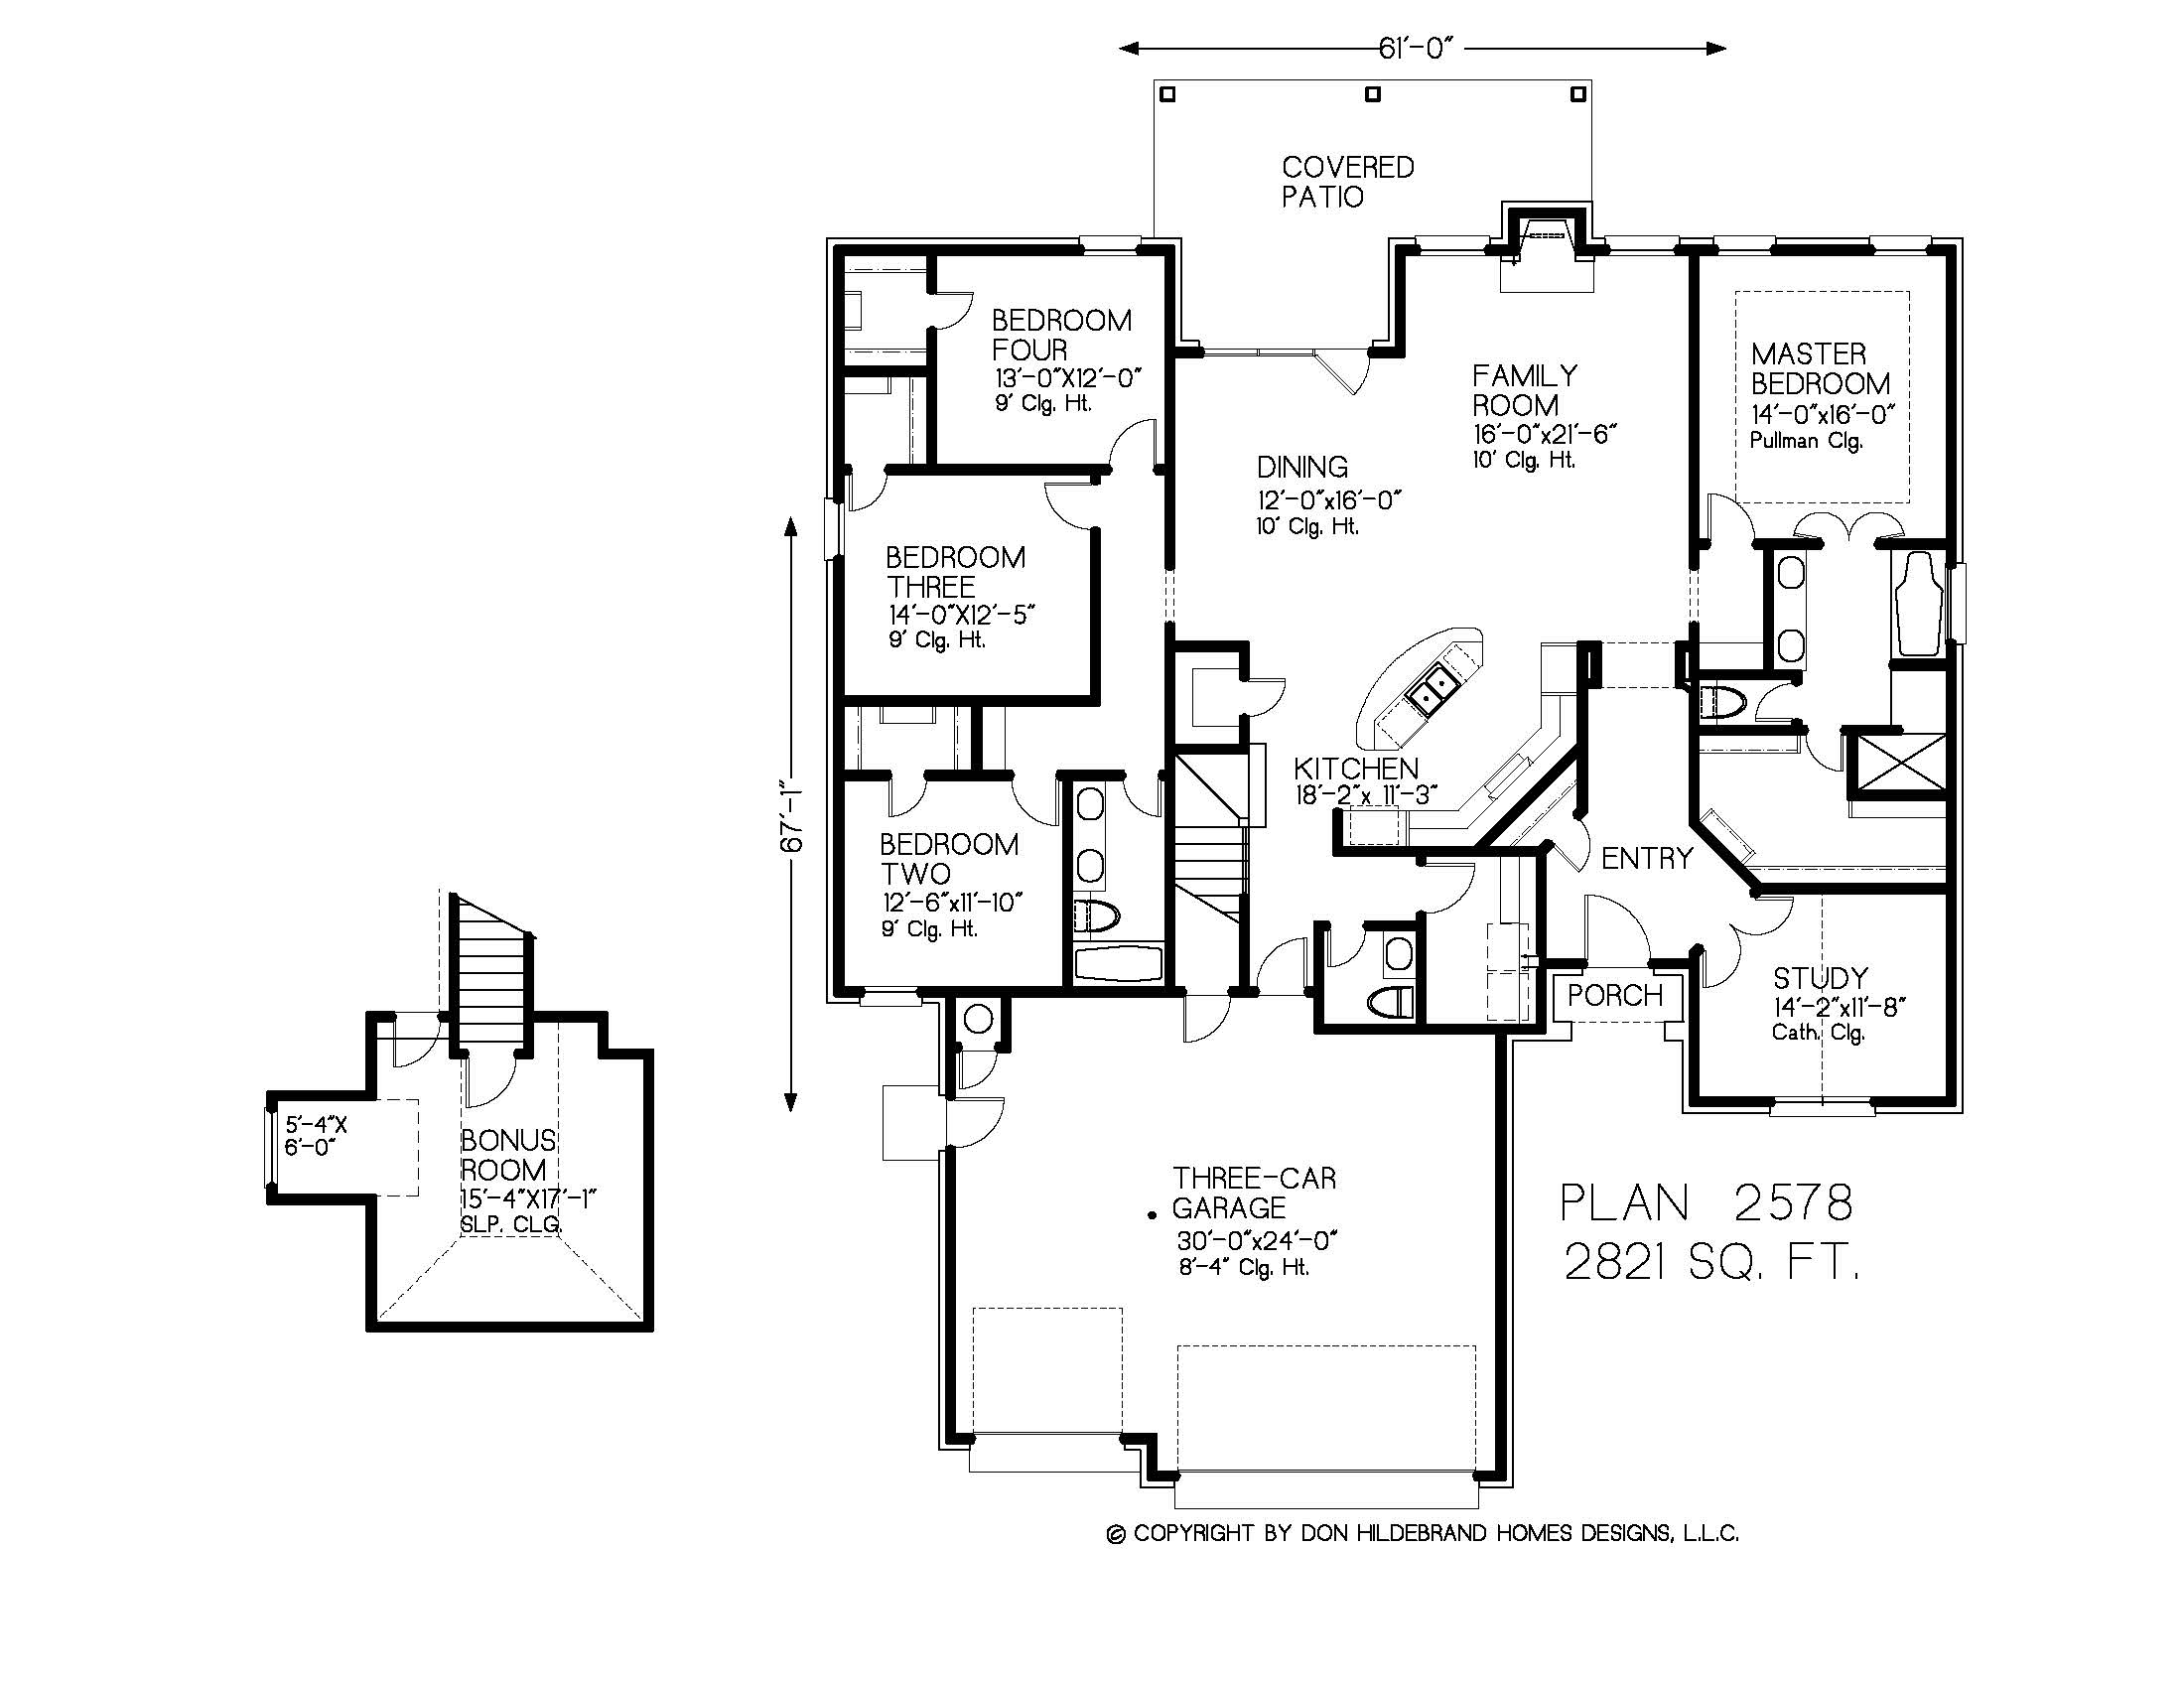 61'-0"
COVERED
PATIO
BEDROOM
FOUR
13'-0"X12'-0"
9' Clg. Ht.
FAMILY
ROOM
16'-0"x21'-6"
10' Clg. Ht.
MASTER
BEDROOM
14'-0"x16'-0"
Pullman Clg.
DINING
12'-0"x16'-0"
10' Clg. Ht.
BEDROOM
THREE
14'-0"X12'-5"
9' Clg. Ht.
67'-1"
KITCHEN
18'-2"x 11'-3"
BEDROOM
TWO
12'-6"x11'-10"
9' Clg. Ht.
ENTRY
PORCH
STUDY
14'-2"x11'-8"
Cath. Clg.
5'-4"X
6'-0"
BONUS
ROOM
15'-4"X17'-1"
SLP. CLG.
THREE-CAR
GARAGE
30'-0"x24'-0"
8'-4" Clg. Ht.
PLAN 2578
2821 SQ. FT.
© COPYRIGHT BY DON HILDEBRAND HOMES DESIGNS, L.L.C.